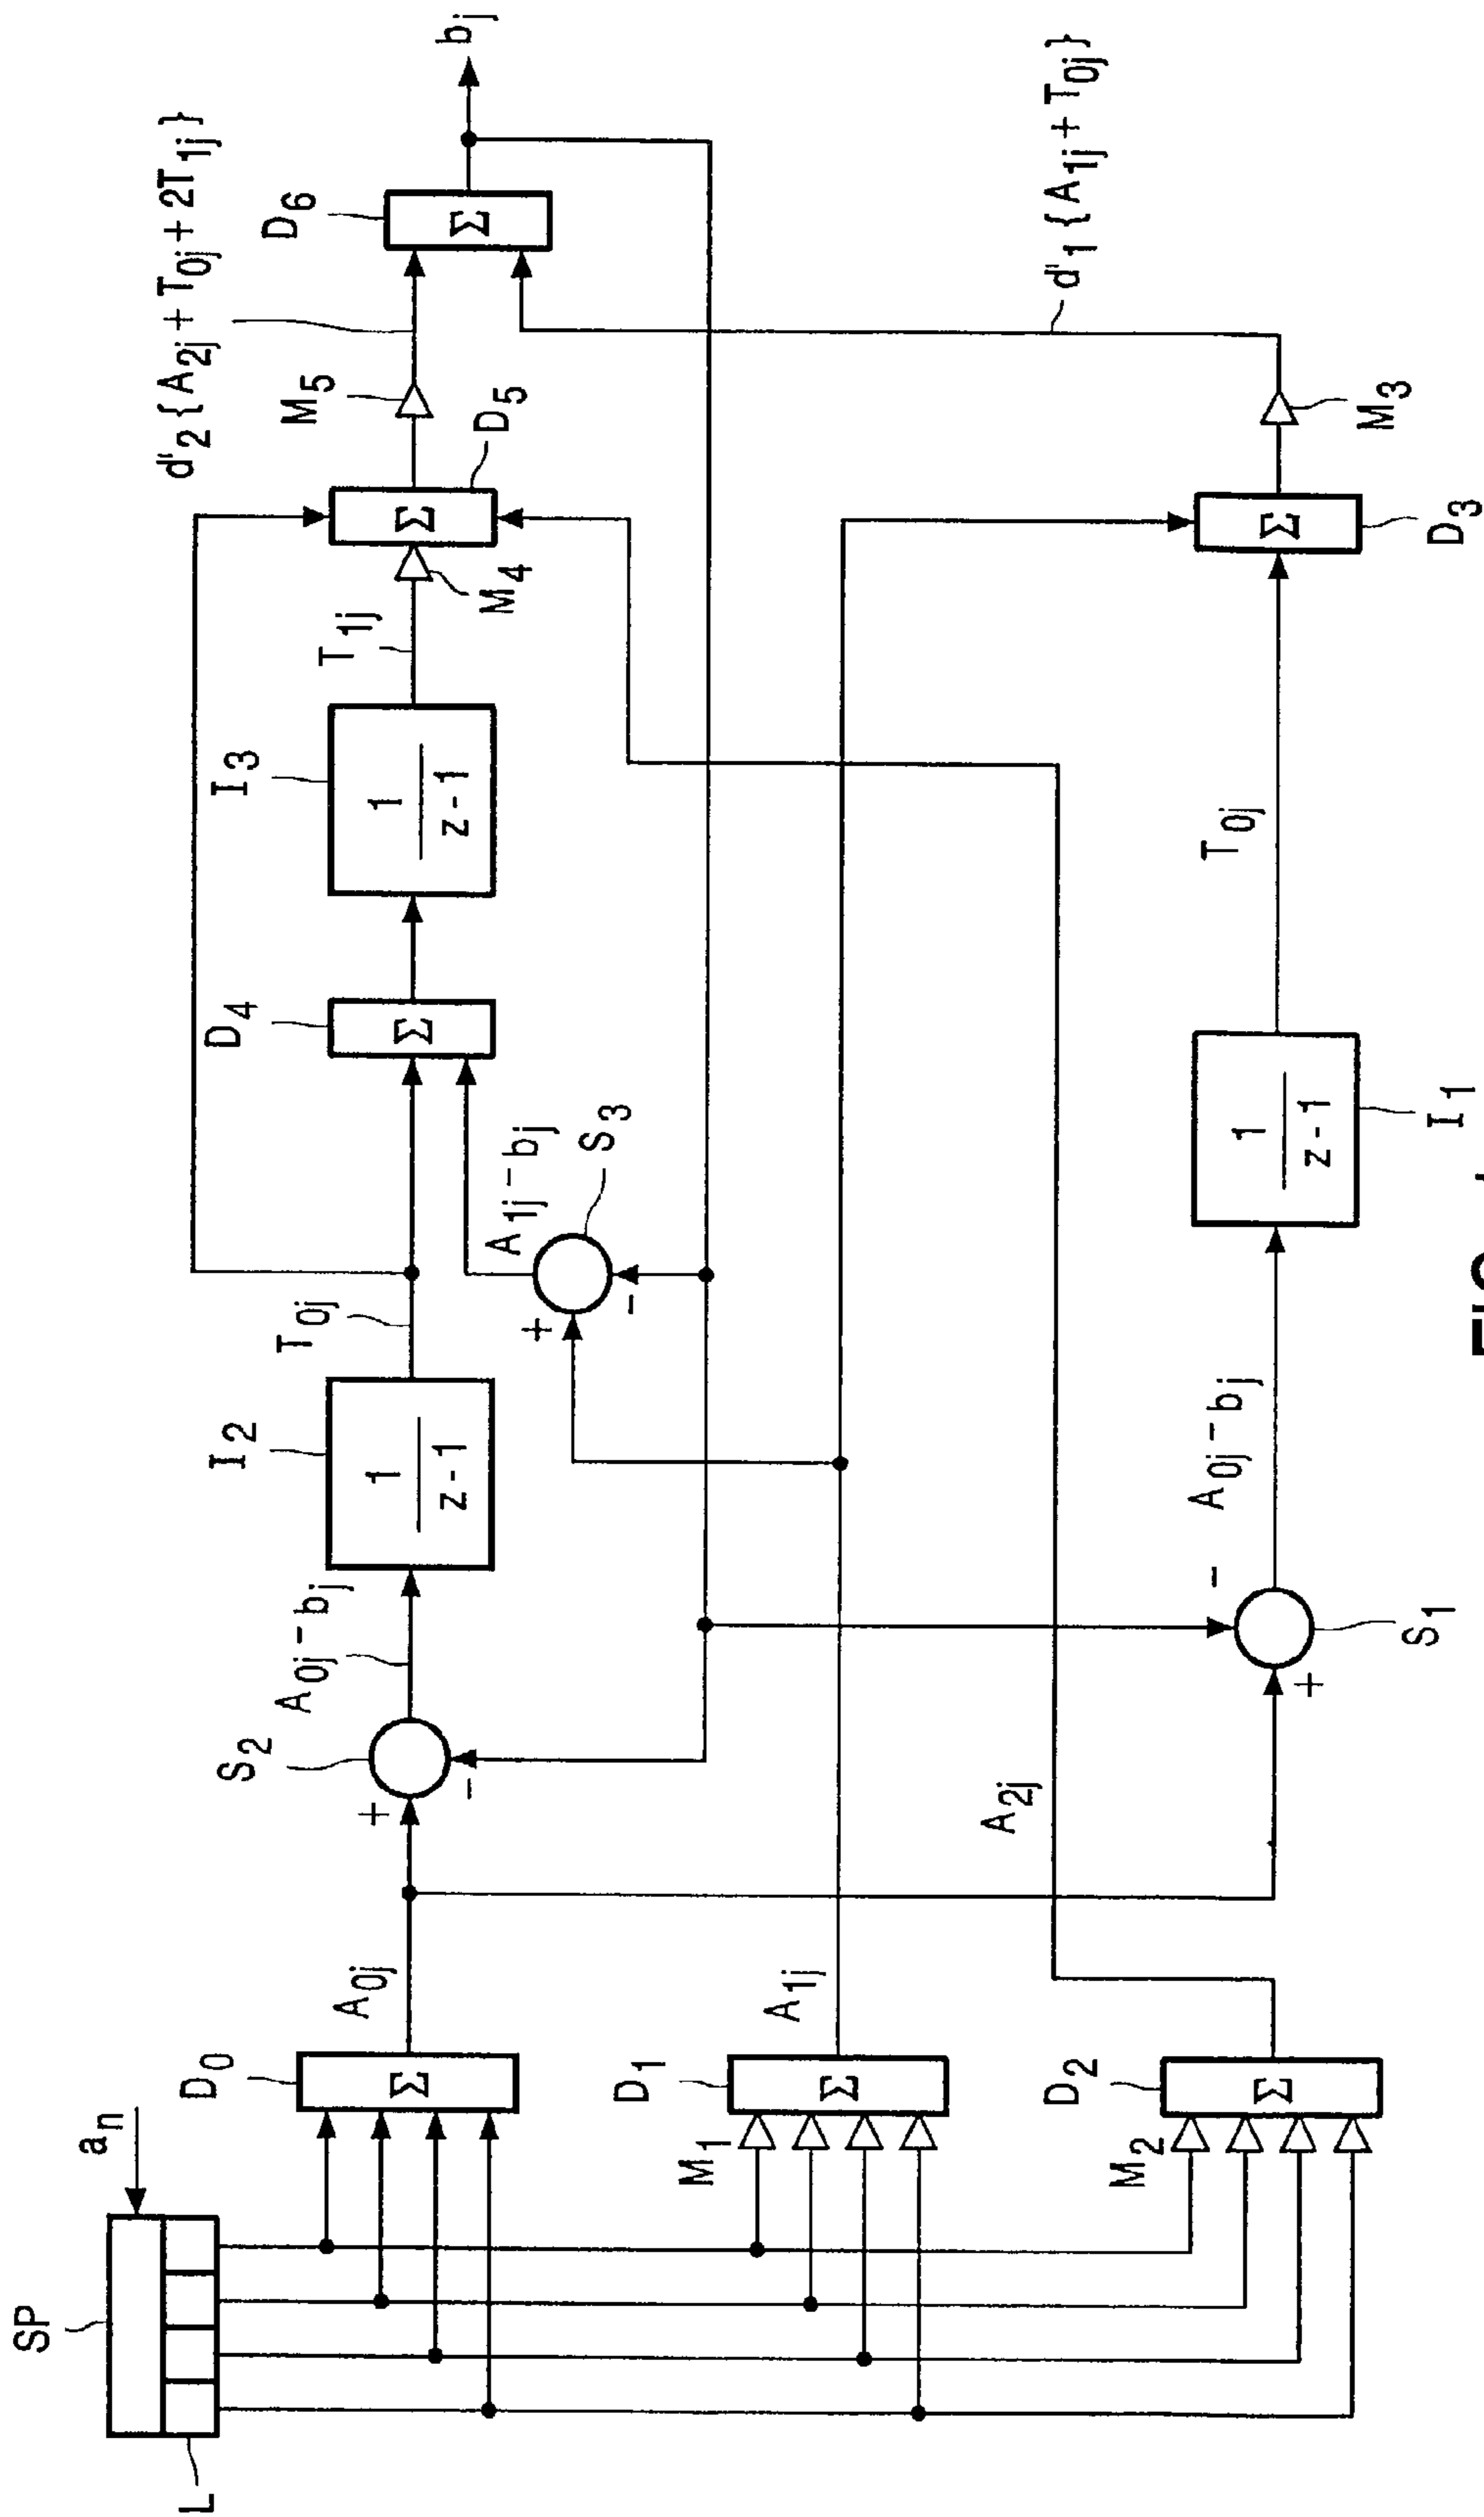 SP
L
a_n
D_0
Σ
A_0j
+
-
S_2
A_0j-b_j
I_2
1
z-1
T_0j
D_4
Σ
I_3
1
z-1
T_1j
M_4
D_5
Σ
M_5
d'_2{A_2j+T_0j+2T_1j}
D_6
Σ
b_j
+
-
S_3
A_1j-b_j
M_1
D_1
Σ
A_1j
M_2
D_2
Σ
A_2j
+
-
S_1
A_0j-b_j
I_1
1
z-1
T_0j
D_3
Σ
M_3
d'_1{A_1j+T_0j}